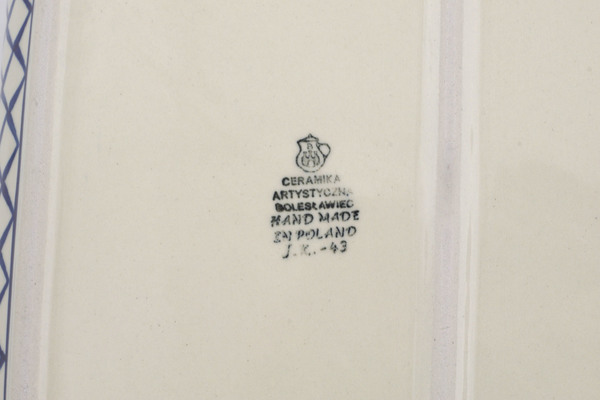 CERAMIKA
ARTYSTYCZNA
BOLESŁAWIEC
HAND MADE
IN POLAND
J.K.-43